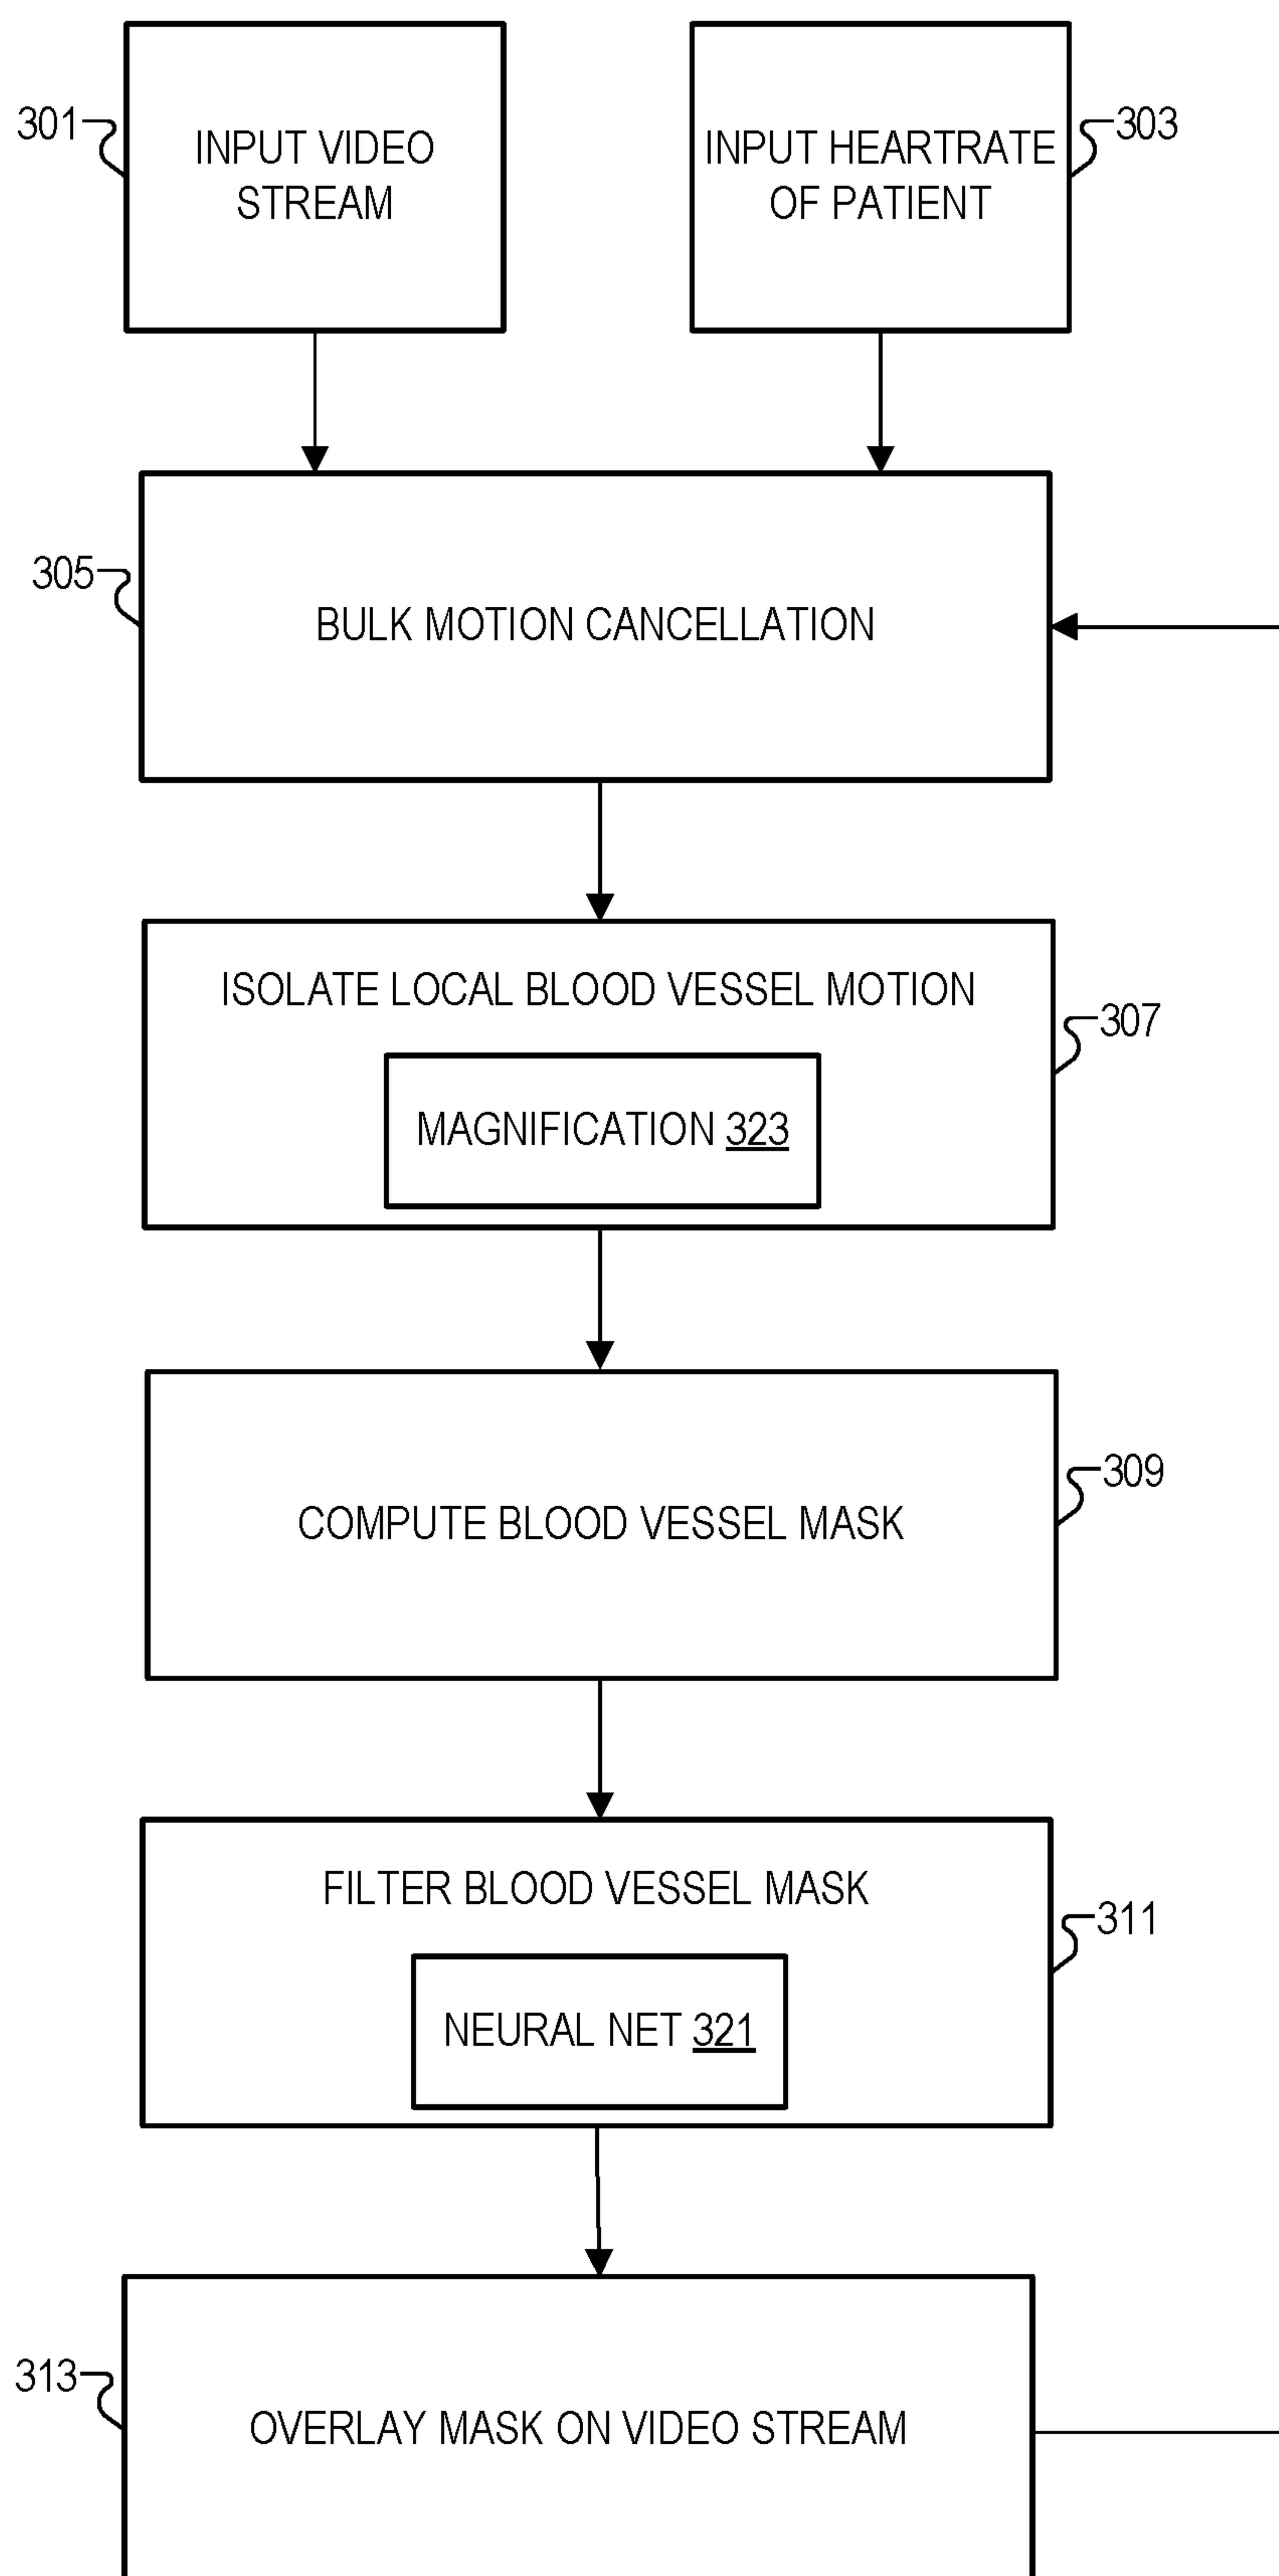 301
INPUT VIDEO
STREAM
INPUT HEARTRATE
OF PATIENT
303
305
BULK MOTION CANCELLATION
ISOLATE LOCAL BLOOD VESSEL MOTION
307
MAGNIFICATION 323
309
COMPUTE BLOOD VESSEL MASK
FILTER BLOOD VESSEL MASK
311
NEURAL NET 321
313
OVERLAY MASK ON VIDEO STREAM